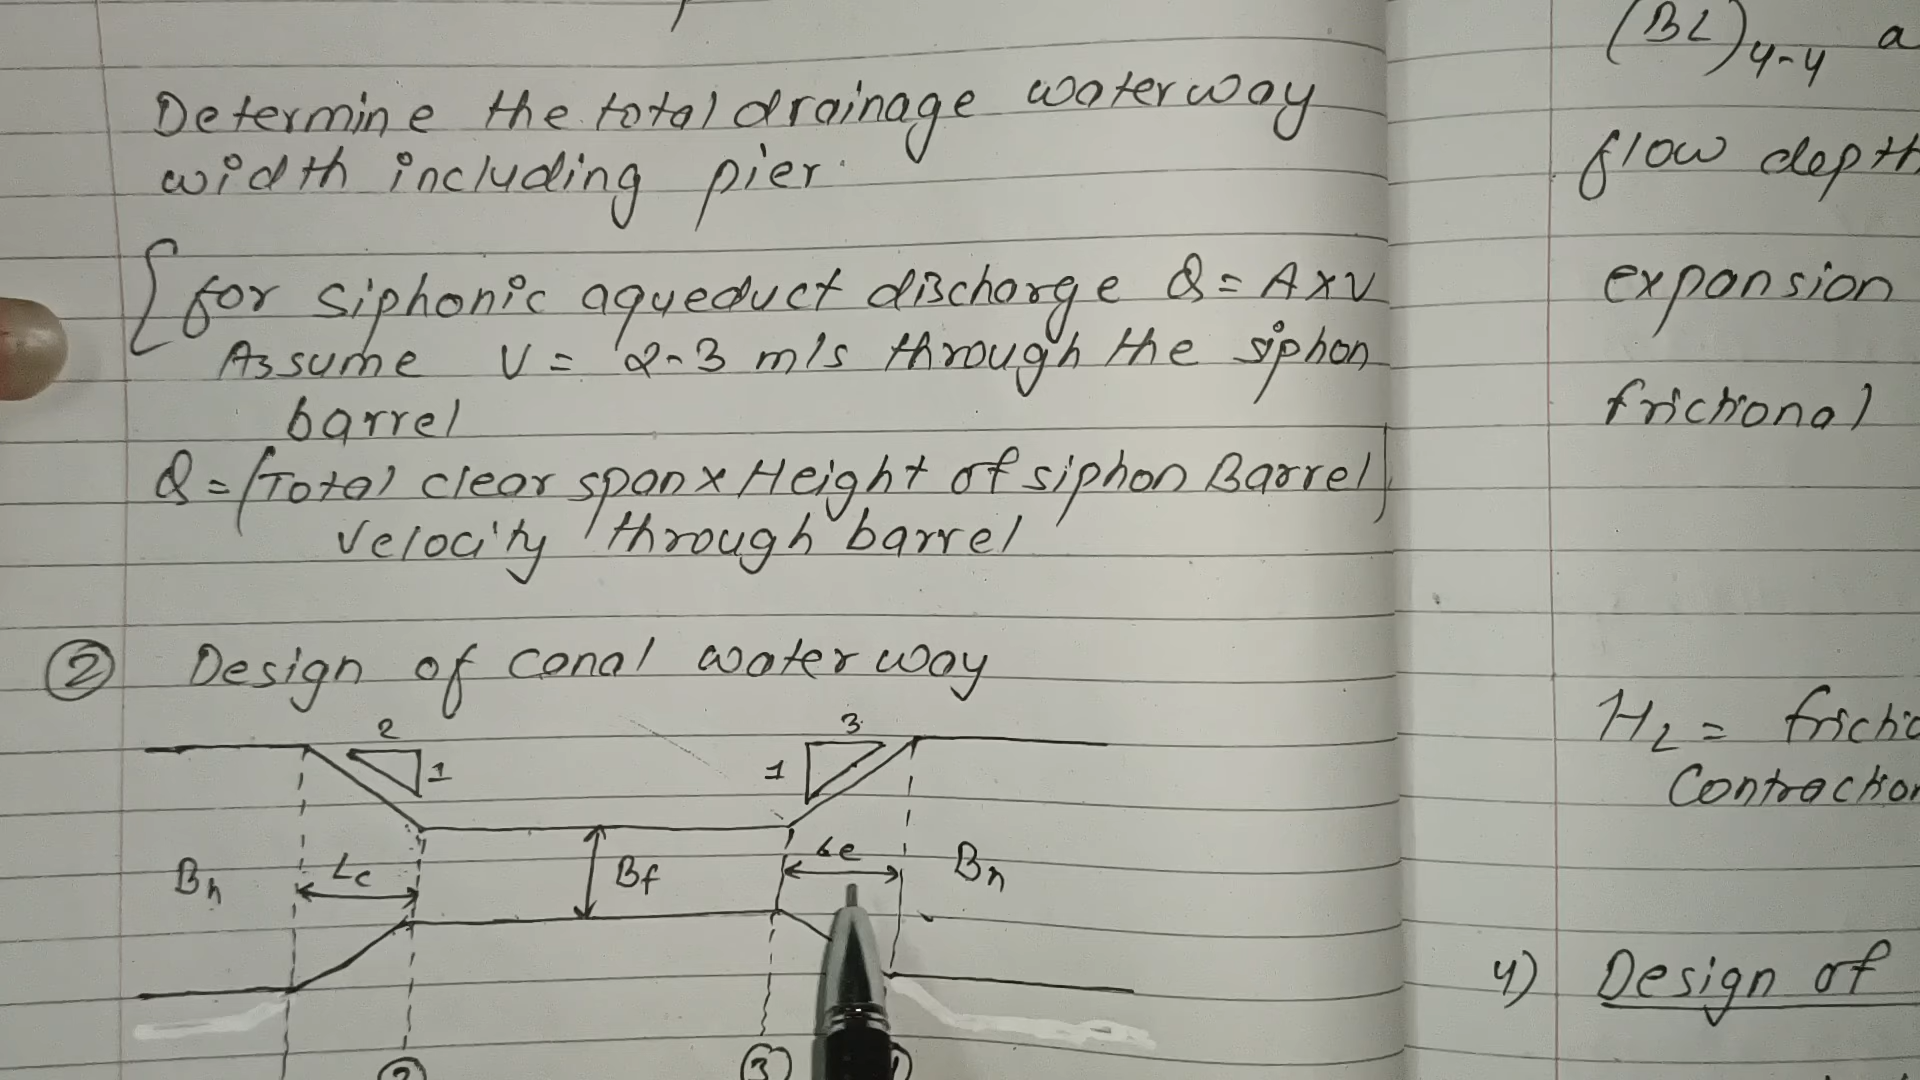 Determine the total drainage waterway
width including pier.
for siphonic aqueduct discharge Q = A×V
Assume V = 2-3 m/s through the siphon
barrel
Q = (Total clear span × Height of siphon Barrel)
velocity through barrel
② Design of canal waterway
2
3
1
1
Bn
Lc
Bf
Le
Bn
③
(BL)4-4 a
flow depth
expansion
frictional
HL = frictio
Contraction
4) Design of